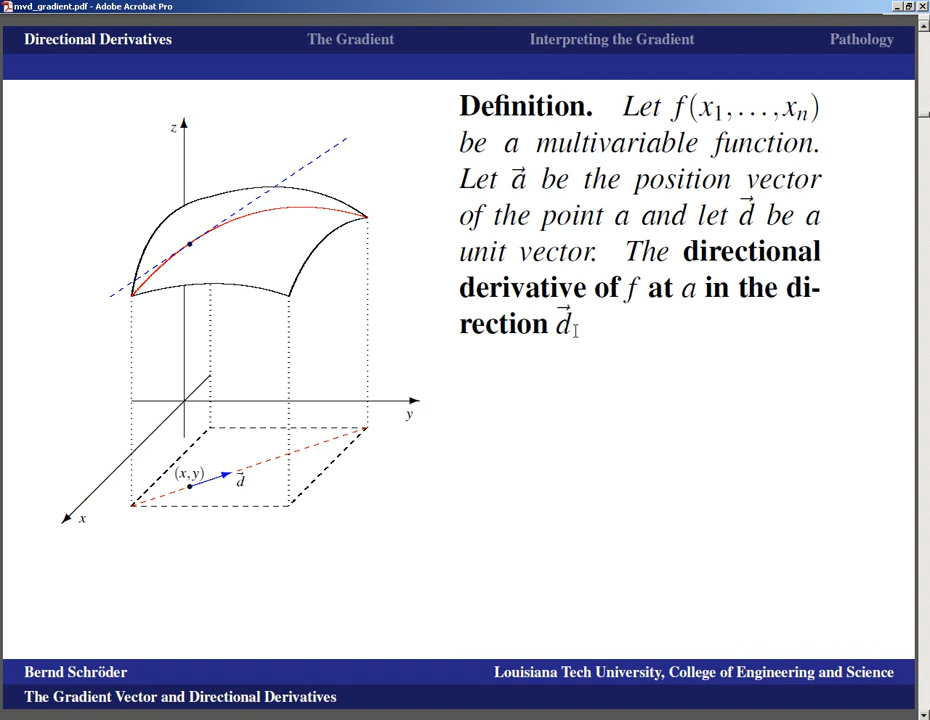 mvd_gradient.pdf - Adobe Acrobat Pro
Directional Derivatives The Gradient Interpreting the Gradient Pathology
Definition. Let f(x₁,…,xₙ)
be a multivariable function.
Let a⃗ be the position vector
of the point a and let d⃗ be a
unit vector. The directional
derivative of f at a in the di-
rection d⃗
z
y
(x,y)
d⃗
x
Bernd Schröder Louisiana Tech University, College of Engineering and Science
The Gradient Vector and Directional Derivatives